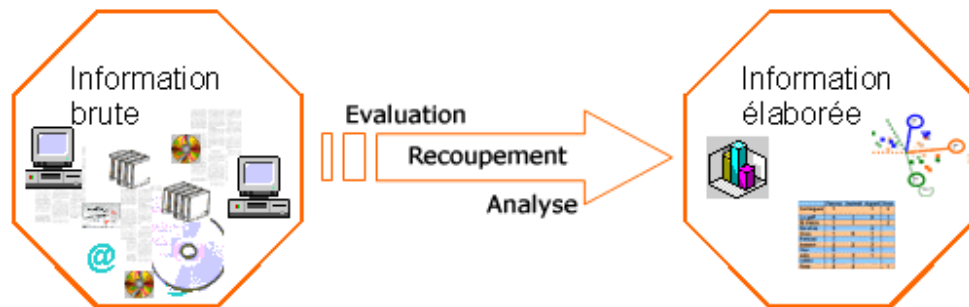 Information
brute
Evaluation
Recoupement
Analyse
Information
élaborée
@